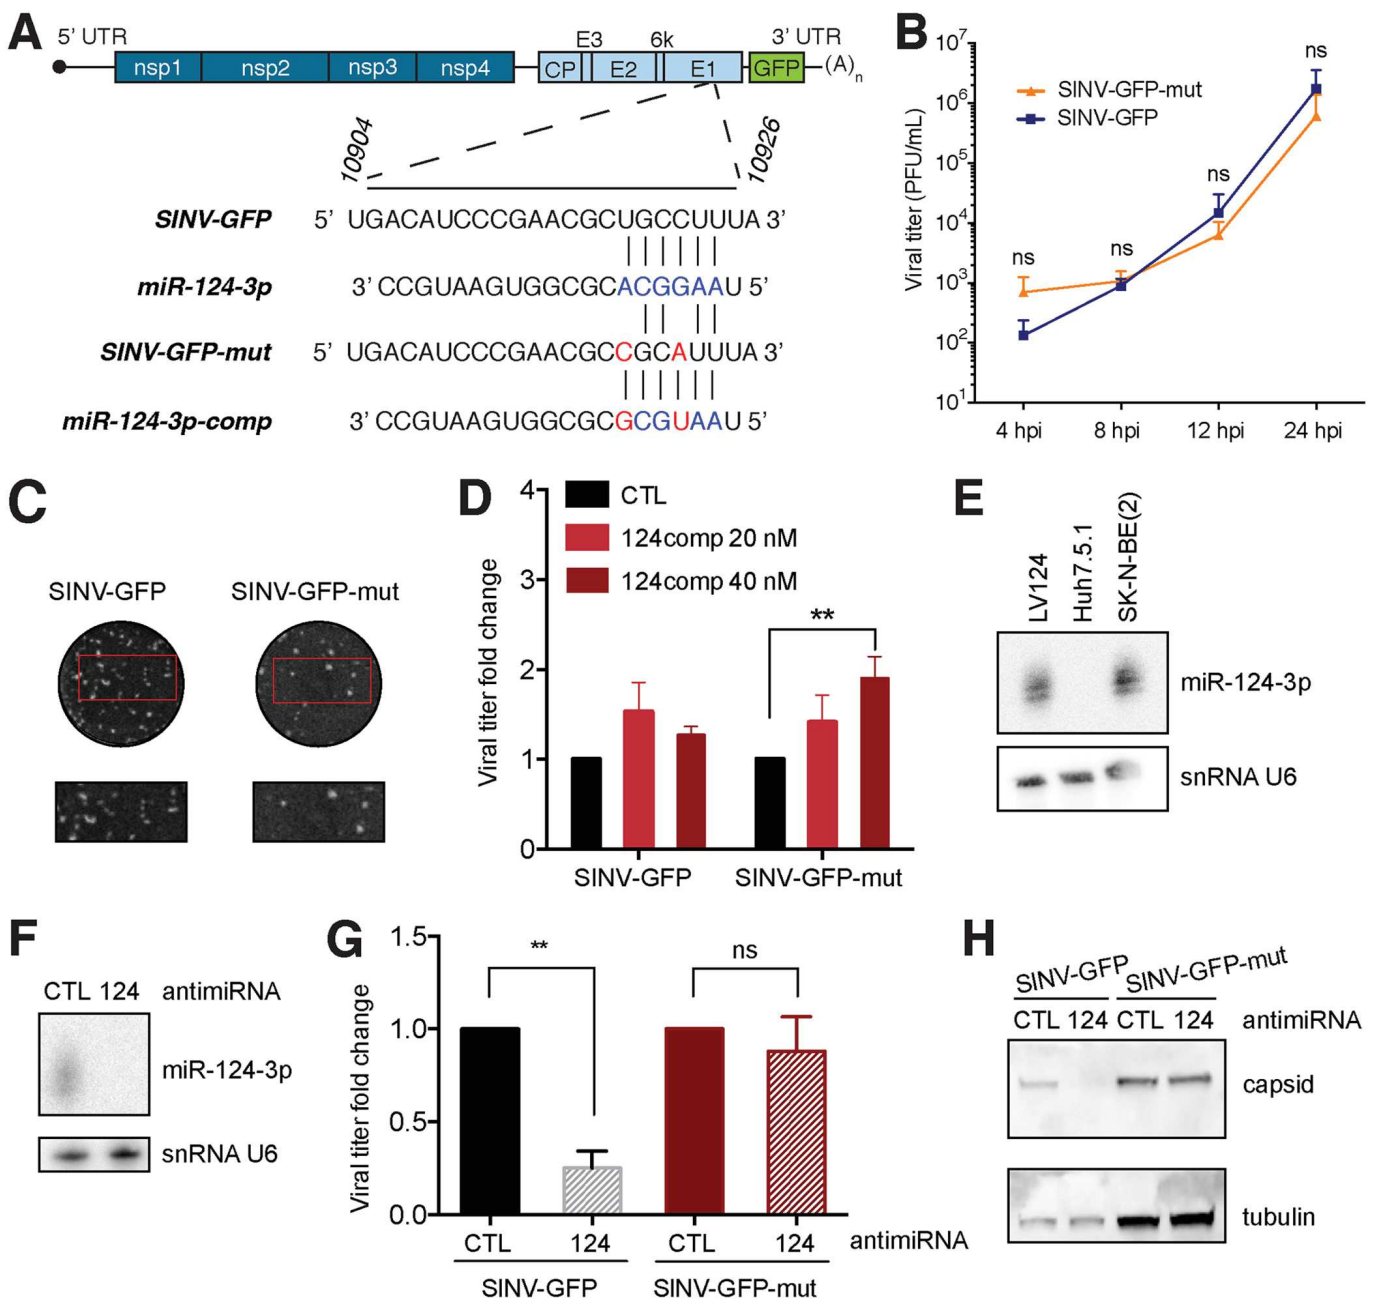 A
5’ UTR
E3
6k
3’ UTR
nsp1 nsp2 nsp3 nsp4 CP E2 E1 GFP (A)n
10904
10926
SINV-GFP 5’ UGACAUCCCGAACGCUGCCUUUA 3’
miR-124-3p 3’ CCGUAAGUGGCGCACGGAAU 5’
SINV-GFP-mut 5’ UGACAUCCCGAACGCCGCAUUUA 3’
miR-124-3p-comp 3’ CCGUAAGUGGCGCGCGUAAU 5’
B
Viral titer (PFU/mL)
10^7
10^6
10^5
10^4
10^3
10^2
10^1
SINV-GFP-mut
SINV-GFP
ns
ns
ns
ns
4 hpi 8 hpi 12 hpi 24 hpi
C
SINV-GFP SINV-GFP-mut
D
Viral titer fold change
4
3
2
1
0
CTL
124comp 20 nM
124comp 40 nM
**
SINV-GFP SINV-GFP-mut
E
LV124
Huh7.5.1
SK-N-BE(2)
miR-124-3p
snRNA U6
F
CTL 124 antimiRNA
miR-124-3p
snRNA U6
G
Viral titer fold change
1.5
1.0
0.5
0.0
**
ns
CTL 124 CTL 124 antimiRNA
SINV-GFP SINV-GFP-mut
H
SINV-GFP SINV-GFP-mut
CTL 124 CTL 124 antimiRNA
capsid
tubulin